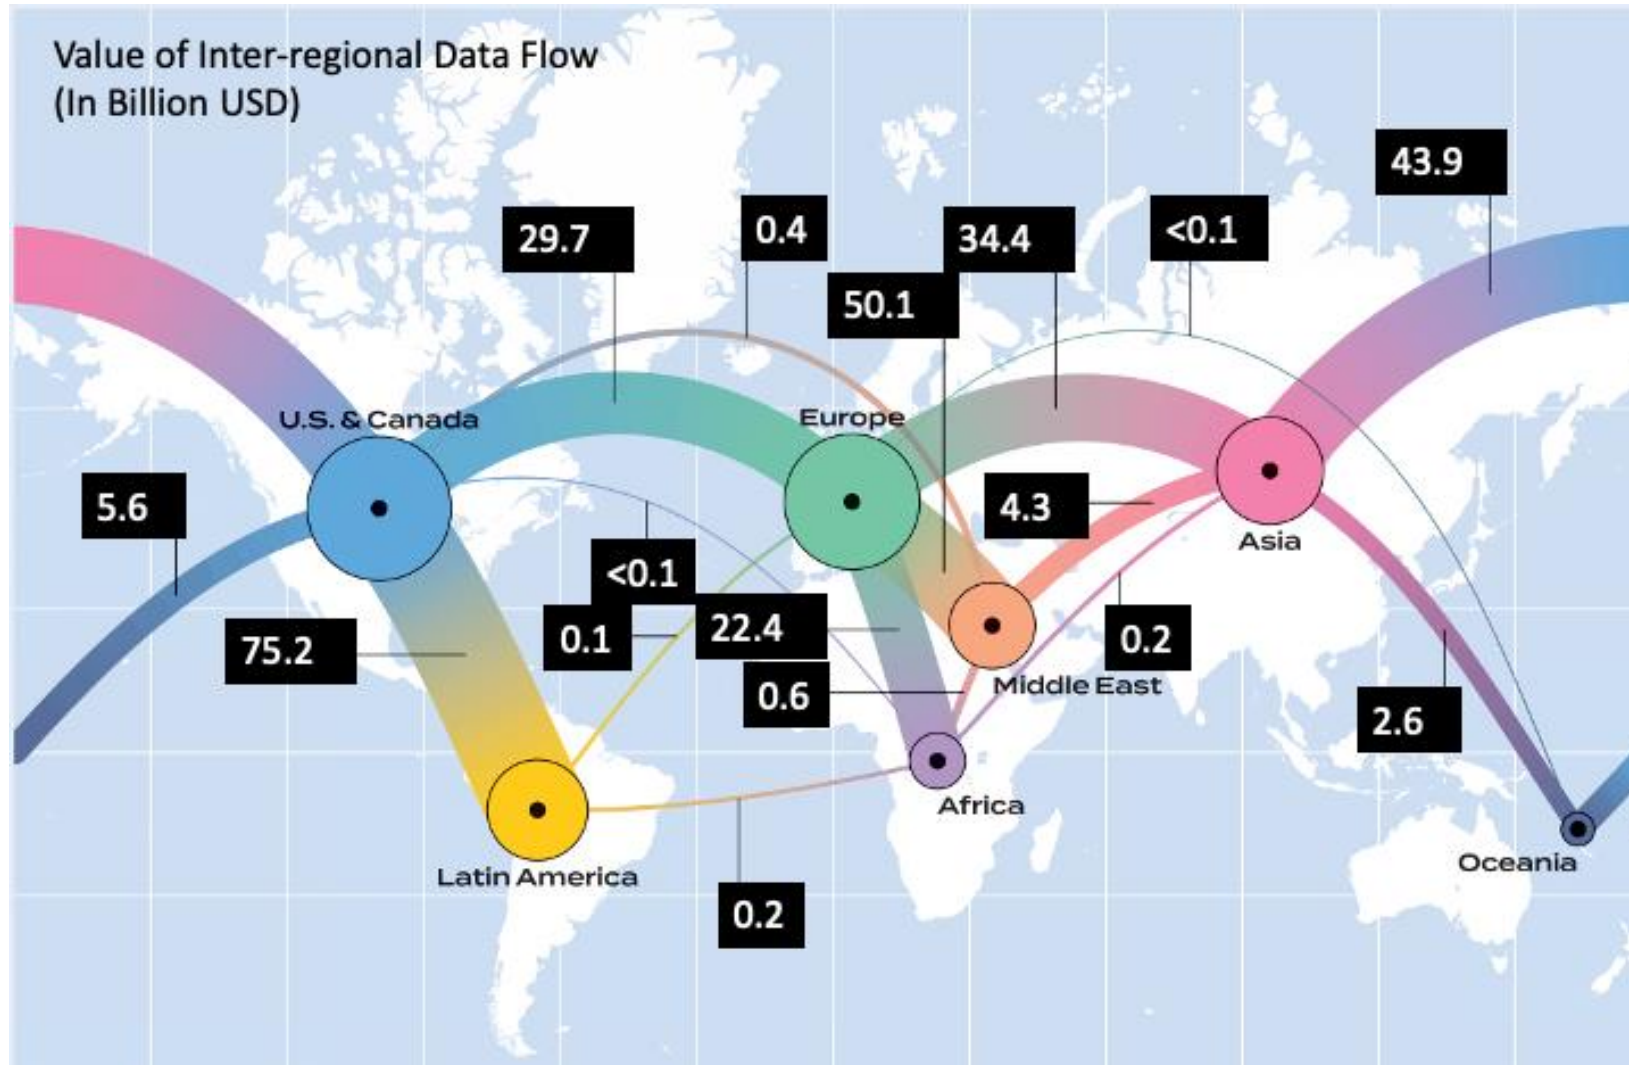 Value of Inter-regional Data Flow
(In Billion USD)
43.9
29.7
0.4
34.4
<0.1
50.1
U.S. & Canada
Europe
5.6
4.3
Asia
<0.1
75.2
0.1
22.4
0.2
0.6
Middle East
2.6
Africa
Oceania
Latin America
0.2